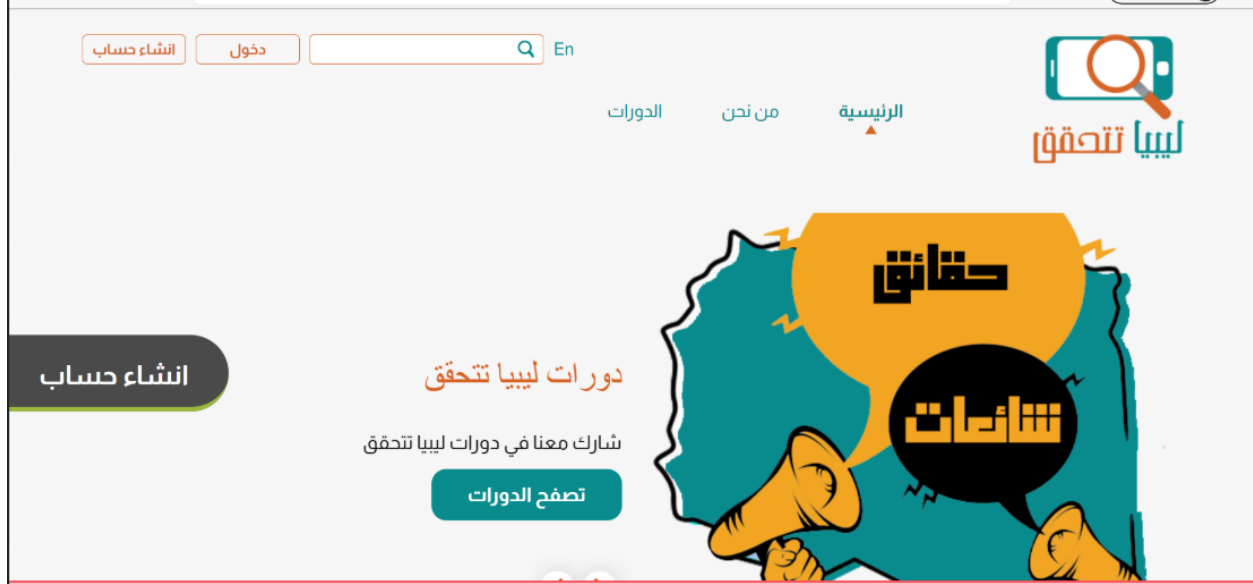 انشاء حساب
دخول
En
الرئيسية
من نحن
الدورات
ليبيا تتحقق
حقائق
شائعات
دورات ليبيا تتحقق
شارك معنا في دورات ليبيا تتحقق
تصفح الدورات
انشاء حساب